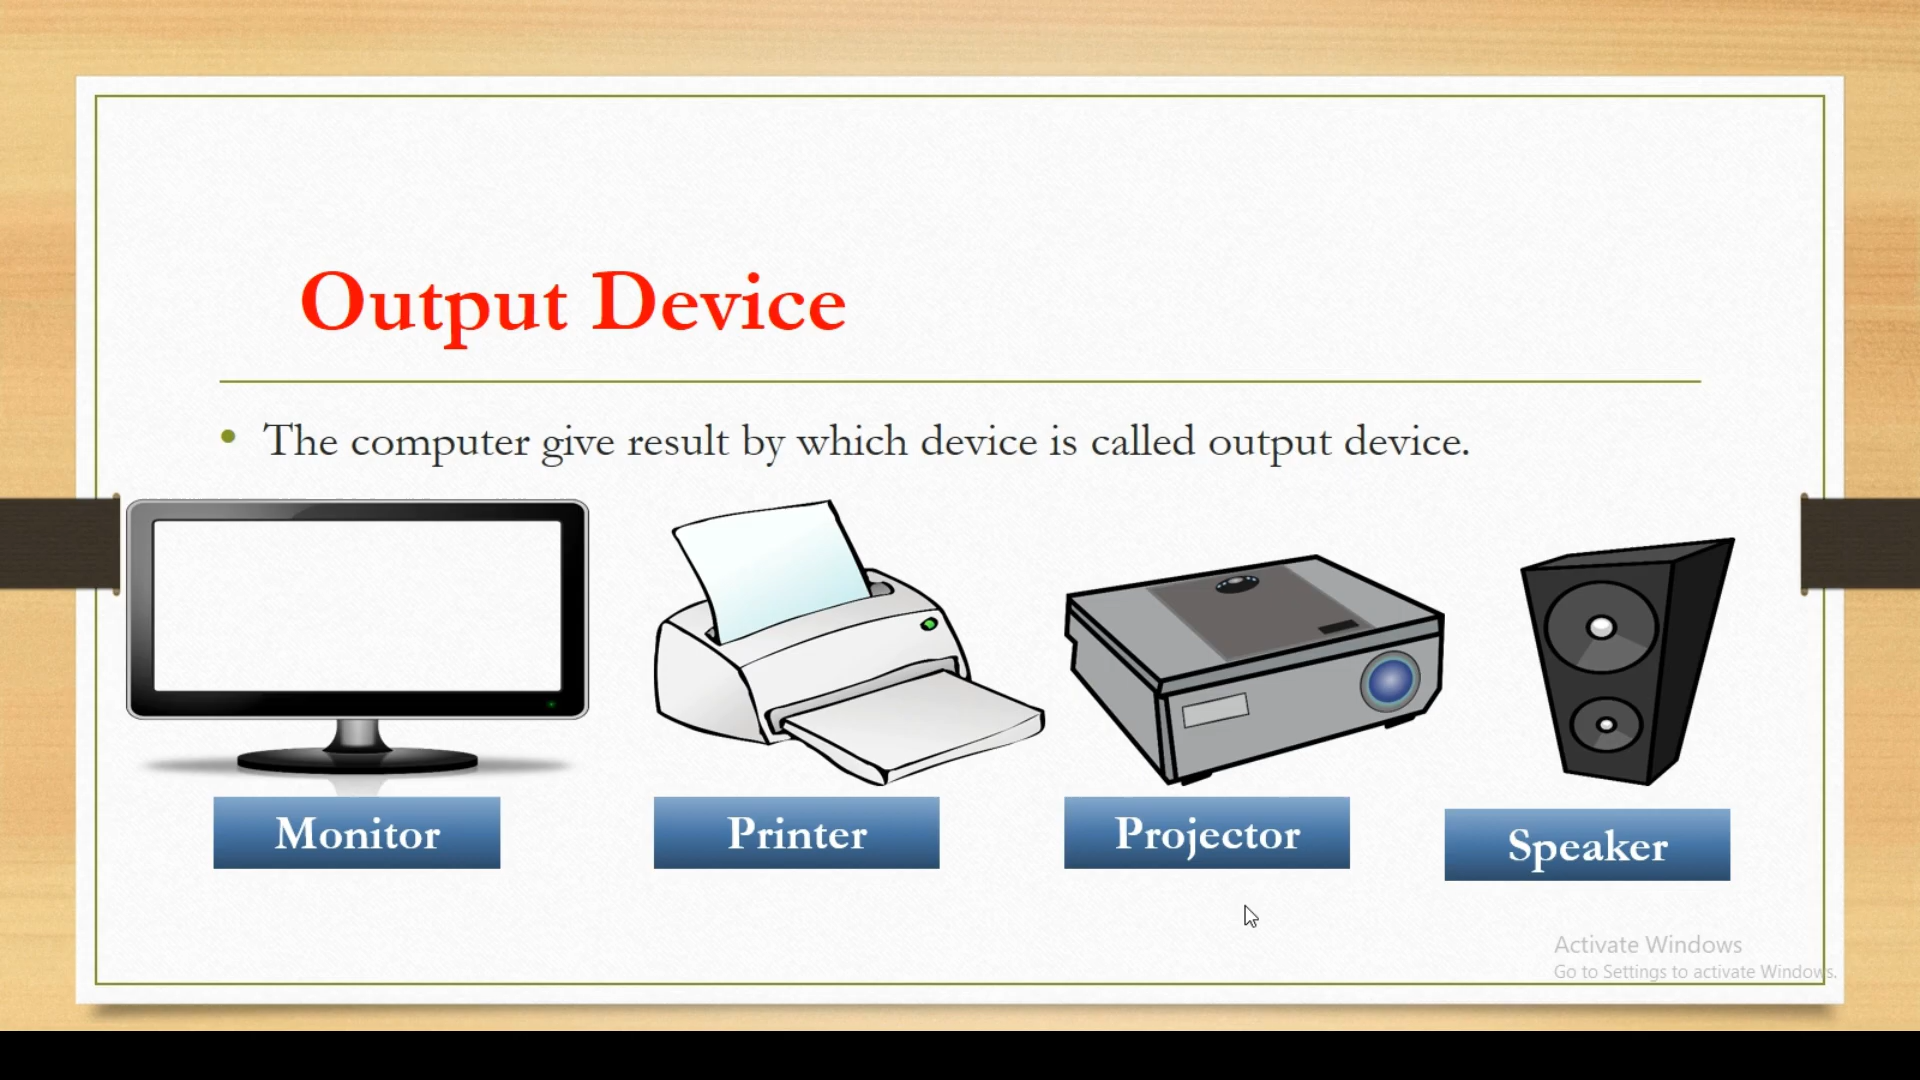 Output Device
• The computer give result by which device is called output device.
Monitor
Printer
Projector
Speaker
Activate Windows
Go to Settings to activate Windows.